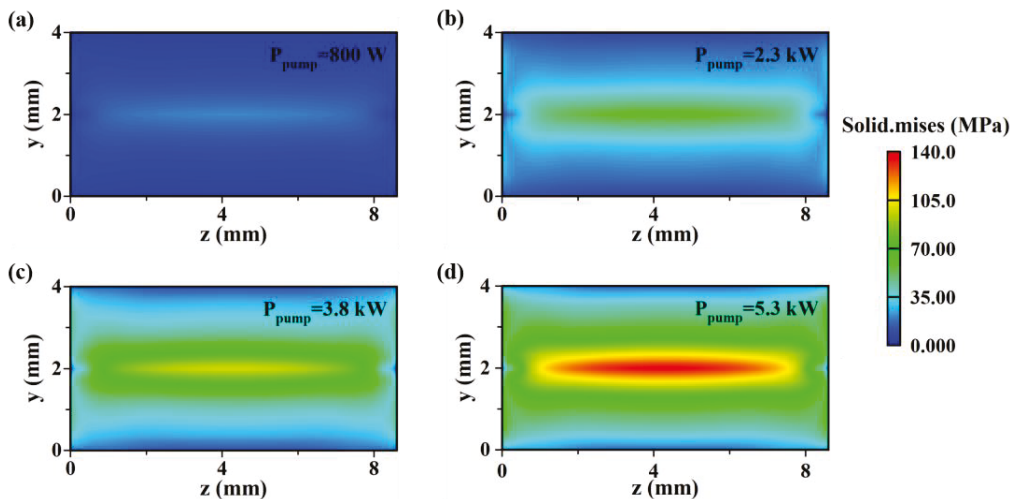 (a)
P_pump=800 W
4
2
0
y (mm)
0
4
8
z (mm)
(b)
P_pump=2.3 kW
4
2
0
y (mm)
0
4
8
z (mm)
Solid.mises (MPa)
140.0
105.0
70.00
35.00
0.000
(c)
P_pump=3.8 kW
4
2
0
y (mm)
0
4
8
z (mm)
(d)
P_pump=5.3 kW
4
2
0
y (mm)
0
4
8
z (mm)